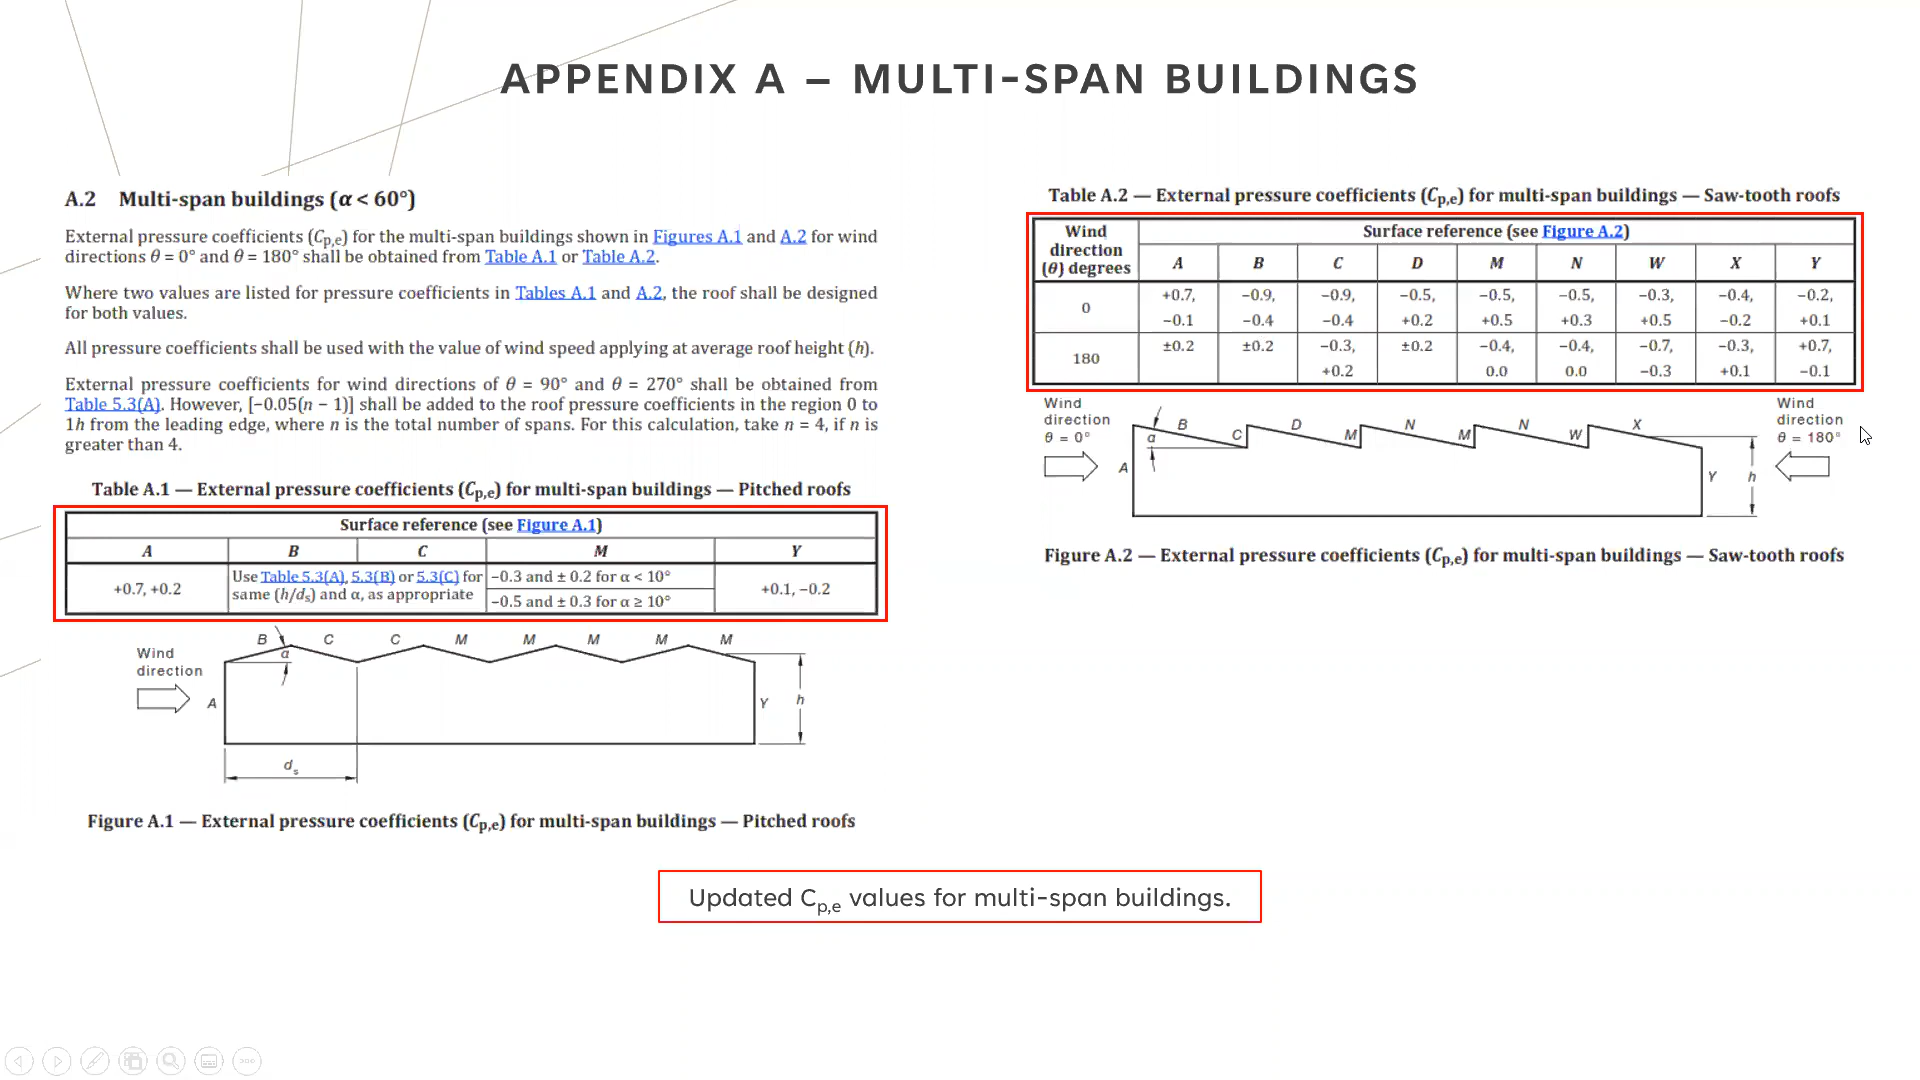 APPENDIX A – MULTI-SPAN BUILDINGS
A.2 Multi-span buildings (α < 60°)
External pressure coefficients (Cp,e) for the multi-span buildings shown in Figures A.1 and A.2 for wind
directions θ = 0° and θ = 180° shall be obtained from Table A.1 or Table A.2.
Where two values are listed for pressure coefficients in Tables A.1 and A.2, the roof shall be designed
for both values.
All pressure coefficients shall be used with the value of wind speed applying at average roof height (h).
External pressure coefficients for wind directions of θ = 90° and θ = 270° shall be obtained from
Table 5.3(A). However, [−0.05(n − 1)] shall be added to the roof pressure coefficients in the region 0 to
1h from the leading edge, where n is the total number of spans. For this calculation, take n = 4, if n is
greater than 4.
Table A.1 — External pressure coefficients (Cp,e) for multi-span buildings — Pitched roofs
Surface reference (see Figure A.1)
A B C M Y
+0.7, +0.2
Use Table 5.3(A), 5.3(B) or 5.3(C) for
same (h/ds) and α, as appropriate
−0.3 and ± 0.2 for α < 10°
−0.5 and ± 0.3 for α ≥ 10°
+0.1, −0.2
B C C M M M M M
α
Wind
direction
A
Y
h
ds
Figure A.1 — External pressure coefficients (Cp,e) for multi-span buildings — Pitched roofs
Table A.2 — External pressure coefficients (Cp,e) for multi-span buildings — Saw-tooth roofs
Wind
direction
(θ) degrees
Surface reference (see Figure A.2)
A B C D M N W X Y
0
+0.7, −0.9, −0.9, −0.5, −0.5, −0.5, −0.3, −0.4, −0.2,
−0.1 −0.4 −0.4 +0.2 +0.5 +0.3 +0.5 −0.2 +0.1
180
±0.2 ±0.2 −0.3, ±0.2 −0.4, −0.4, −0.7, −0.3, +0.7,
+0.2 0.0 0.0 −0.3 +0.1 −0.1
Wind
direction
θ = 0°
A
α
B C D M N M N W X
Y
h
Wind
direction
θ = 180°
Figure A.2 — External pressure coefficients (Cp,e) for multi-span buildings — Saw-tooth roofs
Updated Cp,e values for multi-span buildings.